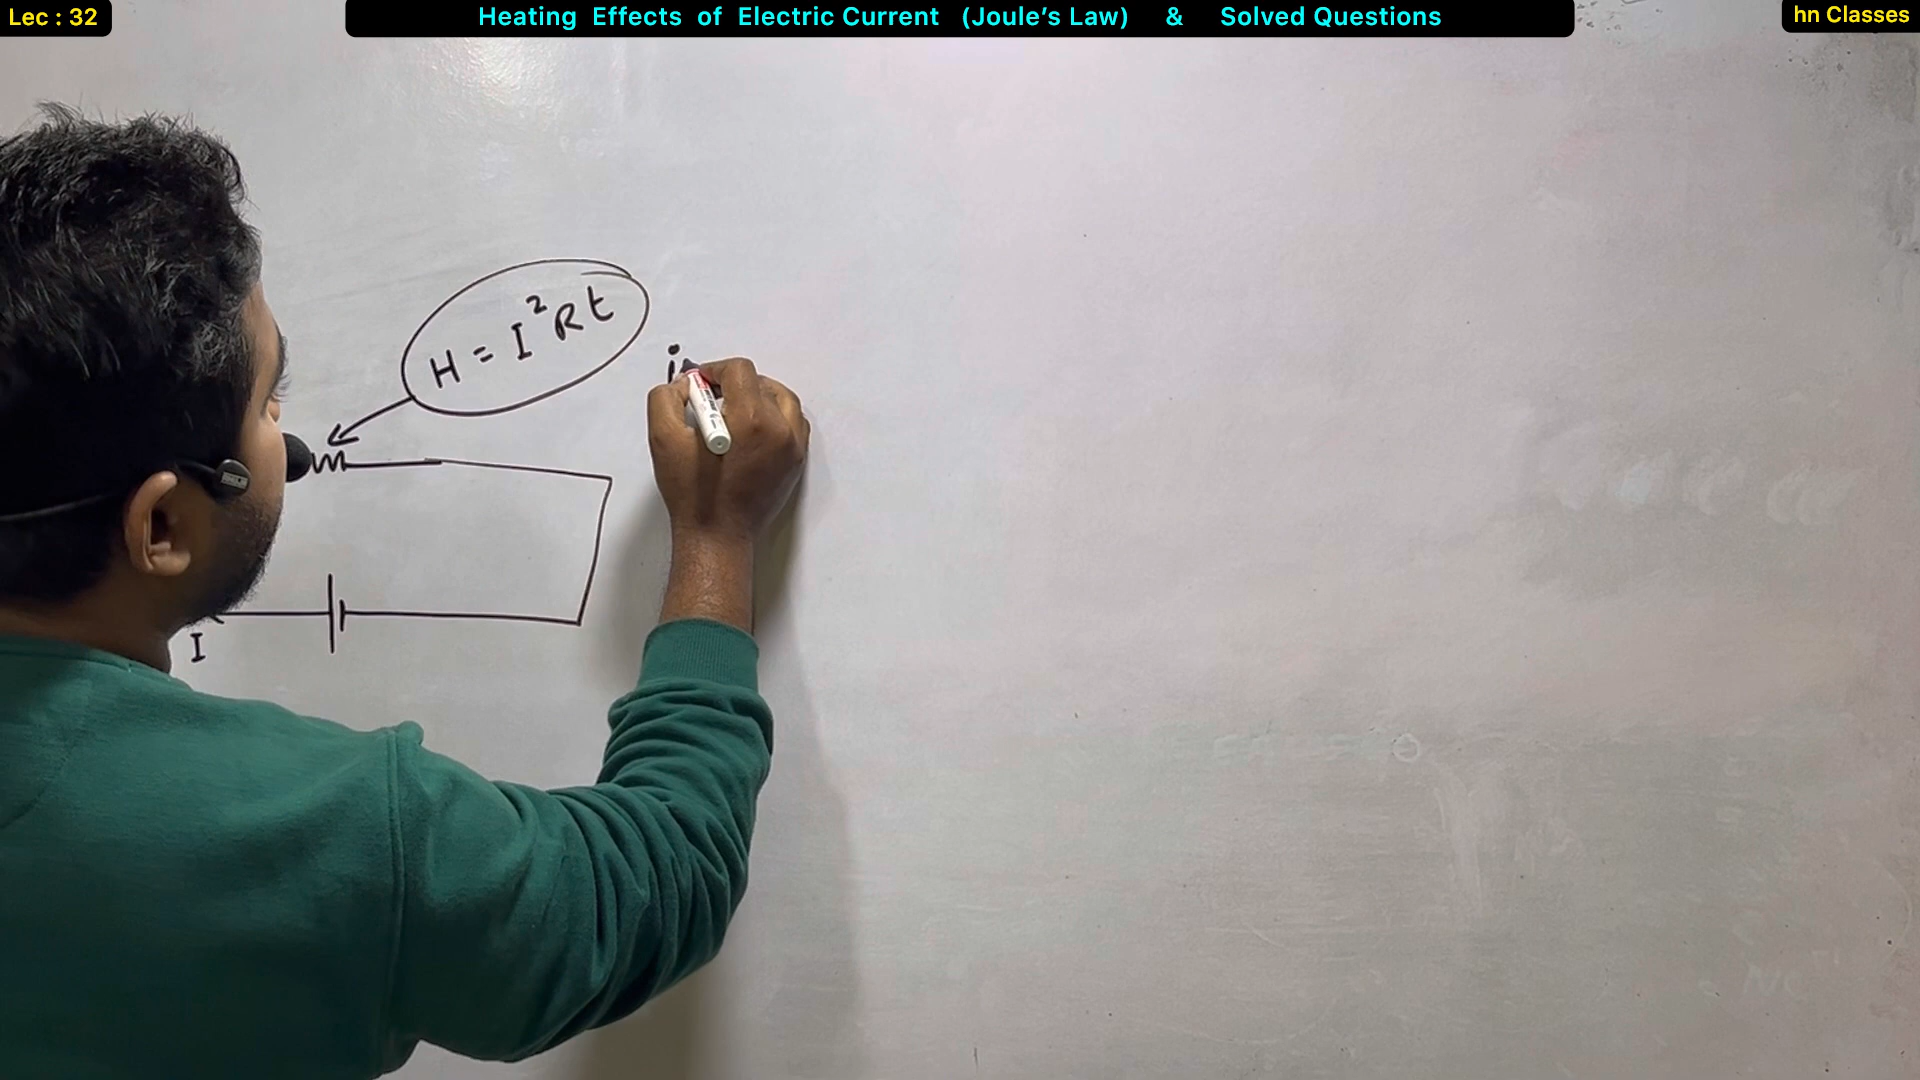 Lec : 32
Heating Effects of Electric Current (Joule’s Law) & Solved Questions
hn Classes
H = I²Rt
I